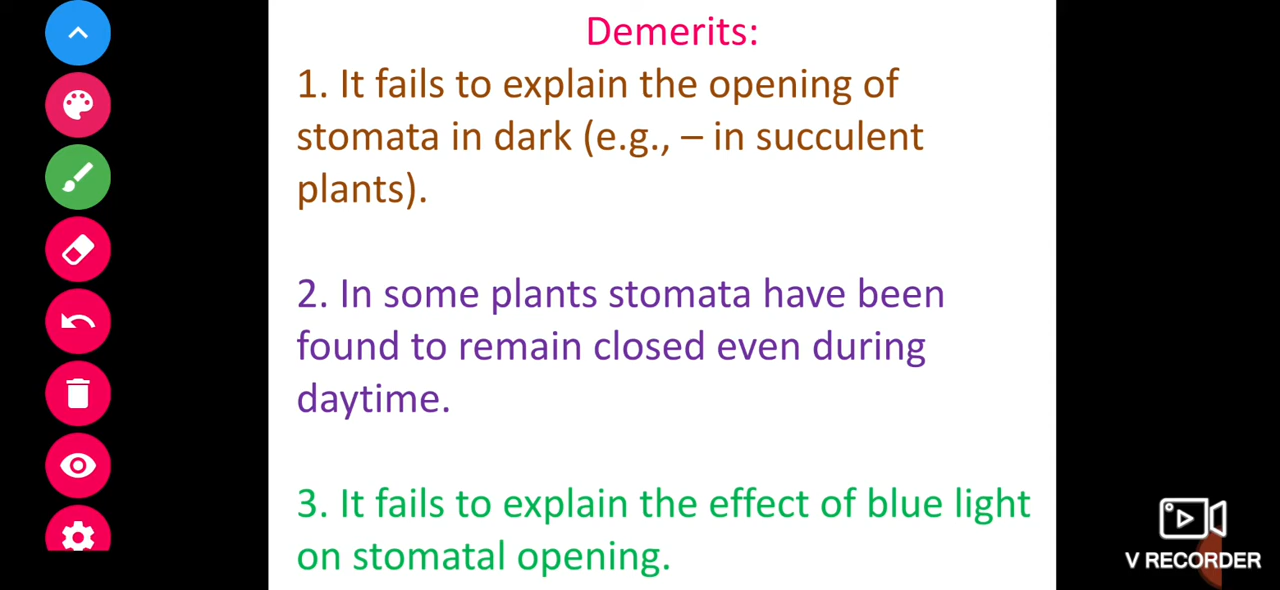 Demerits:
1. It fails to explain the opening of
stomata in dark (e.g., – in succulent
plants).
2. In some plants stomata have been
found to remain closed even during
daytime.
3. It fails to explain the effect of blue light
on stomatal opening.
V RECORDER